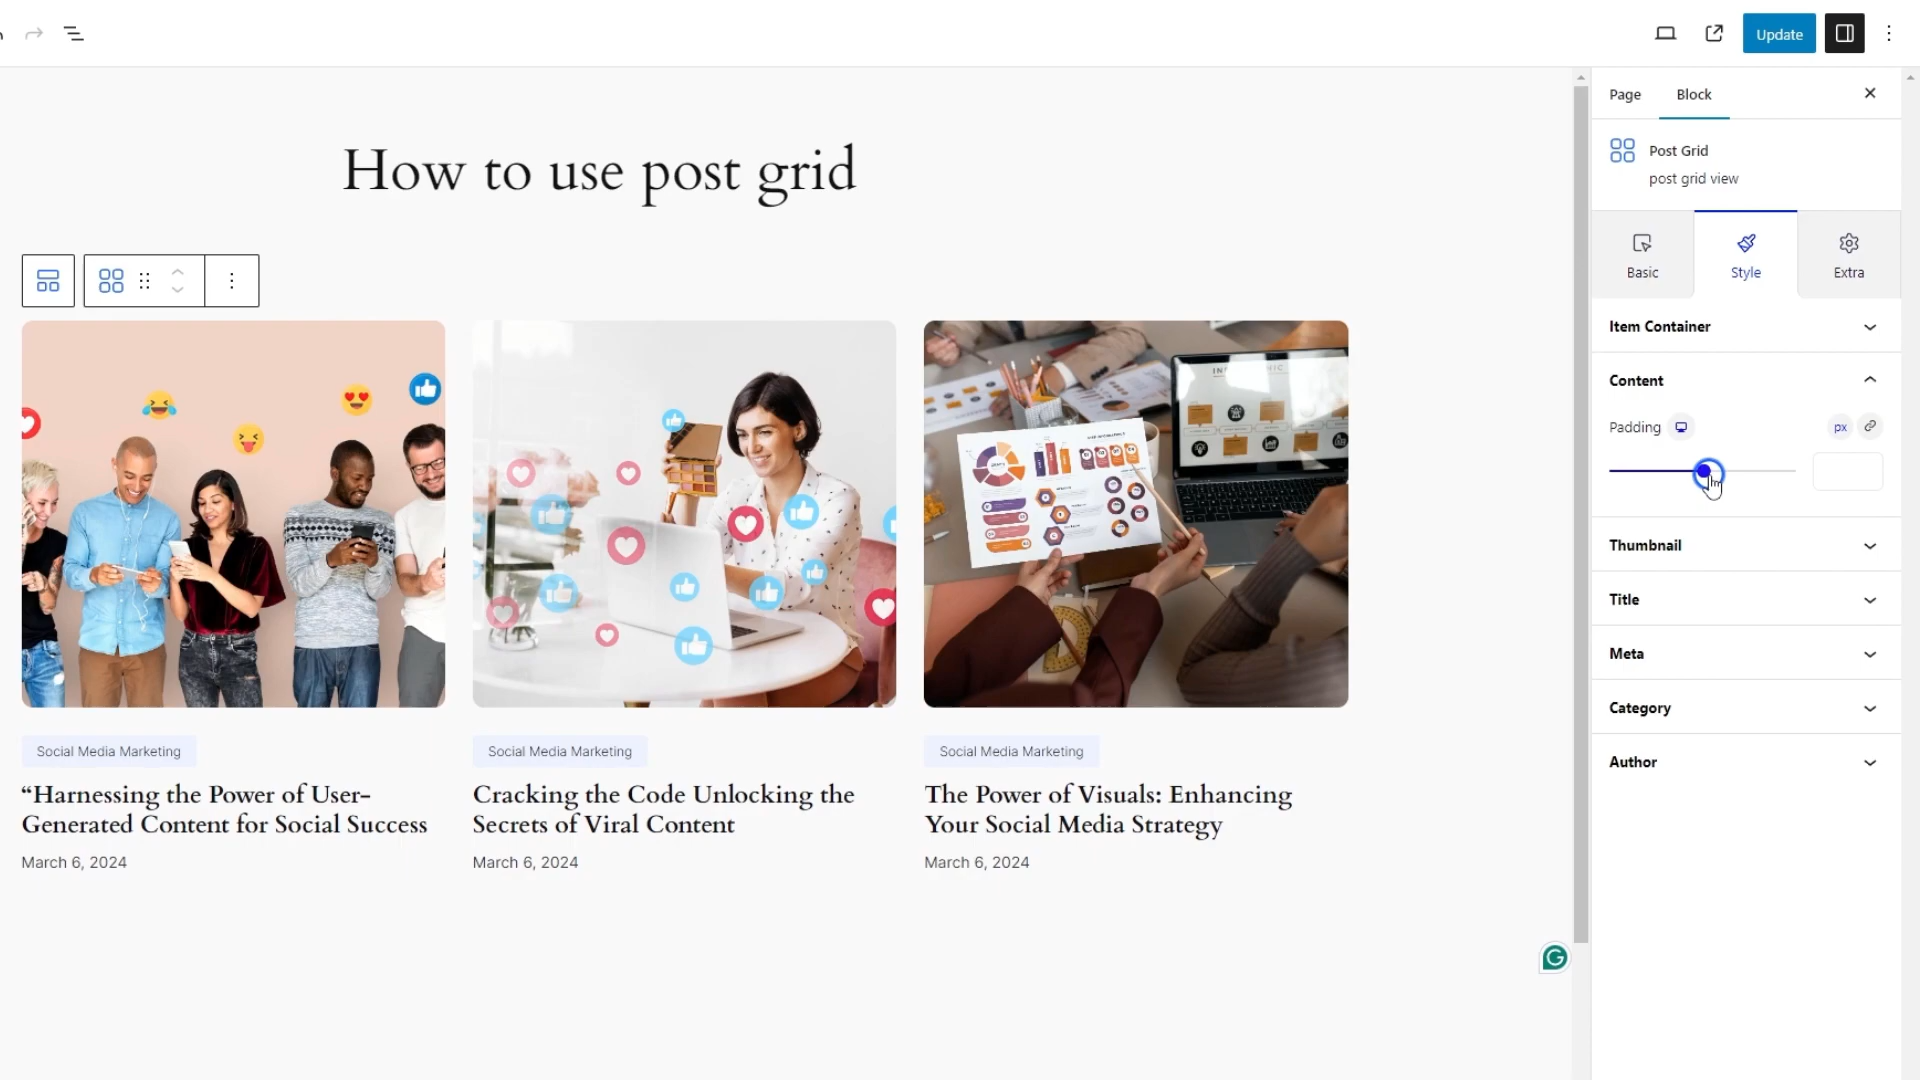 Update
Page
Block
Post Grid
post grid view
Basic
Style
Extra
Item Container
Content
Padding
px
Thumbnail
Title
Meta
Category
Author
How to use post grid
Social Media Marketing
“Harnessing the Power of User-
Generated Content for Social Success
March 6, 2024
Social Media Marketing
Cracking the Code Unlocking the
Secrets of Viral Content
March 6, 2024
Social Media Marketing
The Power of Visuals: Enhancing
Your Social Media Strategy
March 6, 2024